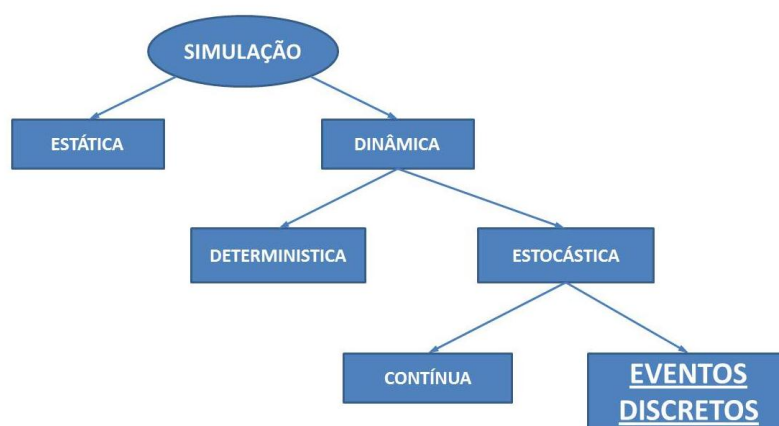 SIMULAÇÃO
ESTÁTICA
DINÂMICA
DETERMINISTICA
ESTOCÁSTICA
CONTÍNUA
EVENTOS
DISCRETOS